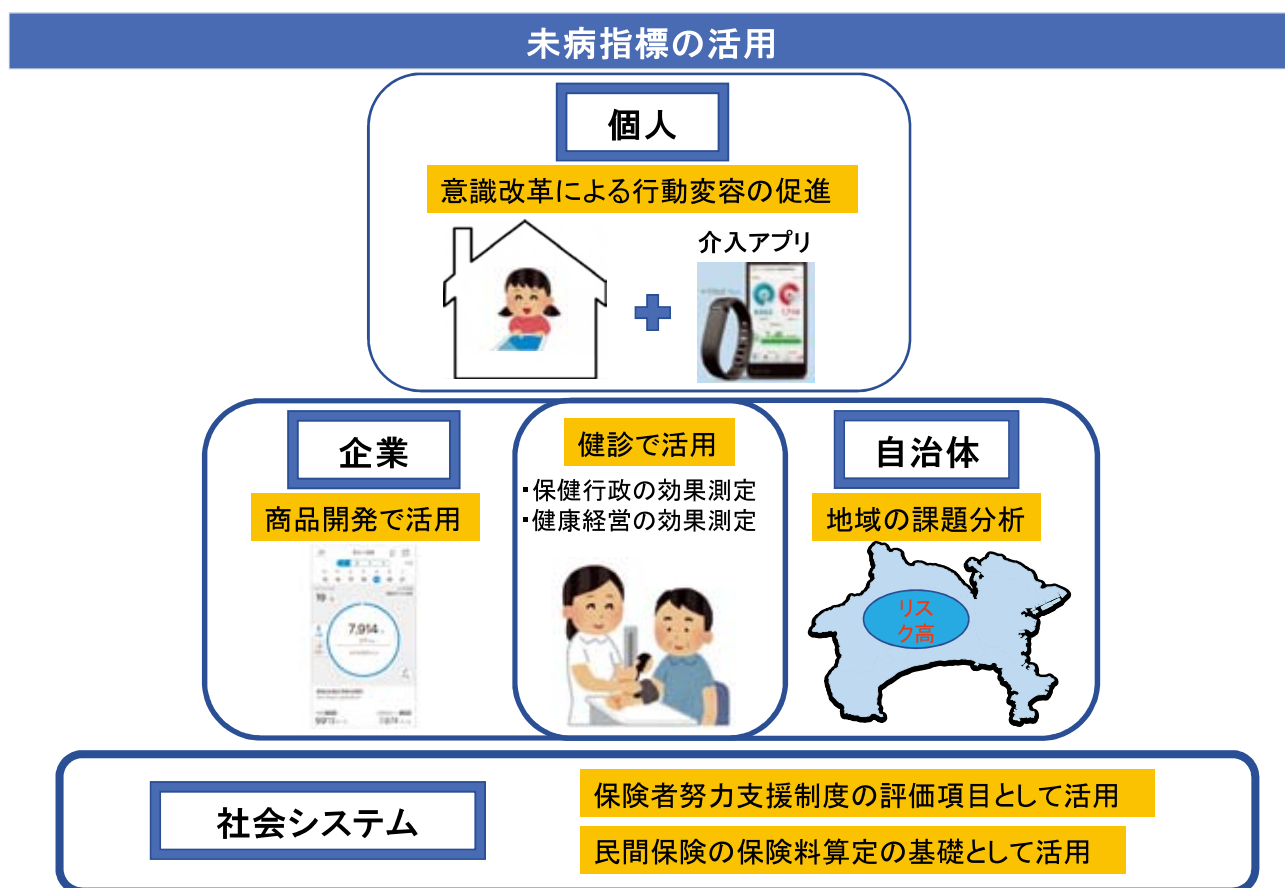 未病指標の活用
個人
意識改革による行動変容の促進
介入アプリ
企業
商品開発で活用
7,914
健診で活用
・保健行政の効果測定
・健康経営の効果測定
自治体
地域の課題分析
リス
ク高
社会システム
保険者努力支援制度の評価項目として活用
民間保険の保険料算定の基礎として活用